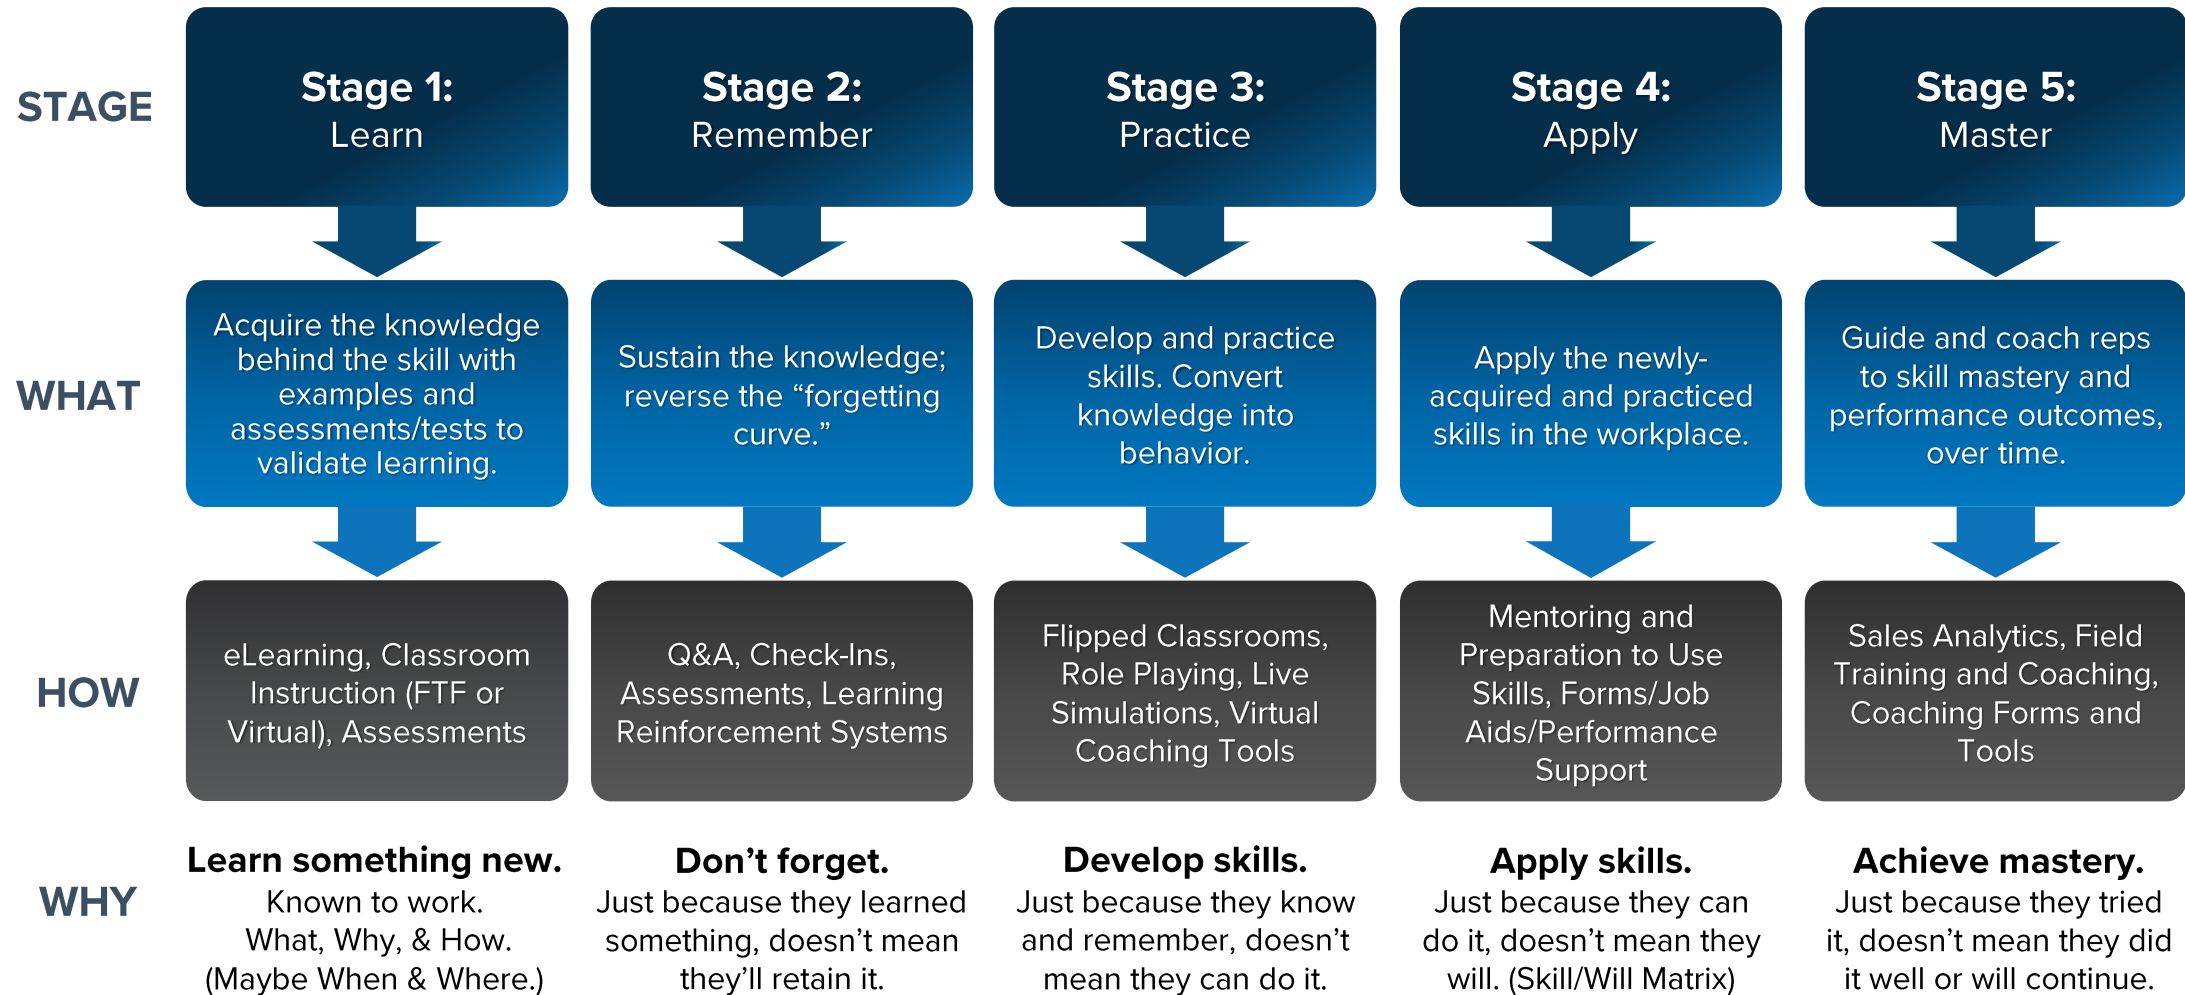 STAGE
Stage 1:
Learn
Stage 2:
Remember
Stage 3:
Practice
Stage 4:
Apply
Stage 5:
Master
WHAT
Acquire the knowledge
behind the skill with
examples and
assessments/tests to
validate learning.
Sustain the knowledge;
reverse the “forgetting
curve.”
Develop and practice
skills. Convert
knowledge into
behavior.
Apply the newly-
acquired and practiced
skills in the workplace.
Guide and coach reps
to skill mastery and
performance outcomes,
over time.
HOW
eLearning, Classroom
Instruction (FTF or
Virtual), Assessments
Q&A, Check-Ins,
Assessments, Learning
Reinforcement Systems
Flipped Classrooms,
Role Playing, Live
Simulations, Virtual
Coaching Tools
Mentoring and
Preparation to Use
Skills, Forms/Job
Aids/Performance
Support
Sales Analytics, Field
Training and Coaching,
Coaching Forms and
Tools
WHY
Learn something new.
Known to work.
What, Why, & How.
(Maybe When & Where.)
Don’t forget.
Just because they learned
something, doesn’t mean
they’ll retain it.
Develop skills.
Just because they know
and remember, doesn’t
mean they can do it.
Apply skills.
Just because they can
do it, doesn’t mean they
will. (Skill/Will Matrix)
Achieve mastery.
Just because they tried
it, doesn’t mean they did
it well or will continue.